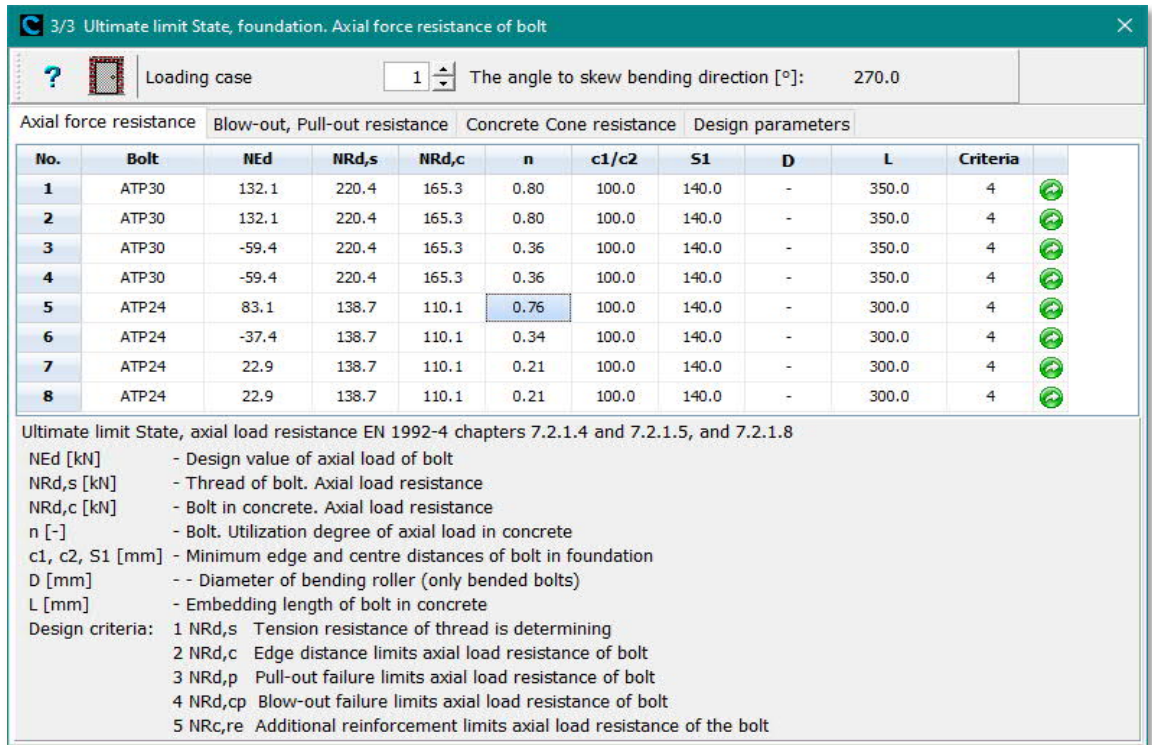 3/3 Ultimate limit State, foundation. Axial force resistance of bolt
? Loading case 1 The angle to skew bending direction [°]: 270.0
Axial force resistance Blow-out, Pull-out resistance Concrete Cone resistance Design parameters
No. Bolt NEd NRd,s NRd,c n c1/c2 S1 D L Criteria
1 ATP30 132.1 220.4 165.3 0.80 100.0 140.0 - 350.0 4
2 ATP30 132.1 220.4 165.3 0.80 100.0 140.0 - 350.0 4
3 ATP30 -59.4 220.4 165.3 0.36 100.0 140.0 - 350.0 4
4 ATP30 -59.4 220.4 165.3 0.36 100.0 140.0 - 350.0 4
5 ATP24 83.1 138.7 110.1 0.76 100.0 140.0 - 300.0 4
6 ATP24 -37.4 138.7 110.1 0.34 100.0 140.0 - 300.0 4
7 ATP24 22.9 138.7 110.1 0.21 100.0 140.0 - 300.0 4
8 ATP24 22.9 138.7 110.1 0.21 100.0 140.0 - 300.0 4
Ultimate limit State, axial load resistance EN 1992-4 chapters 7.2.1.4 and 7.2.1.5, and 7.2.1.8
NEd [kN] - Design value of axial load of bolt
NRd,s [kN] - Thread of bolt. Axial load resistance
NRd,c [kN] - Bolt in concrete. Axial load resistance
n [-] - Bolt. Utilization degree of axial load in concrete
c1, c2, S1 [mm] - Minimum edge and centre distances of bolt in foundation
D [mm] - - Diameter of bending roller (only bended bolts)
L [mm] - Embedding length of bolt in concrete
Design criteria: 1 NRd,s Tension resistance of thread is determining
2 NRd,c Edge distance limits axial load resistance of bolt
3 NRd,p Pull-out failure limits axial load resistance of bolt
4 NRd,cp Blow-out failure limits axial load resistance of bolt
5 NRc,re Additional reinforcement limits axial load resistance of the bolt